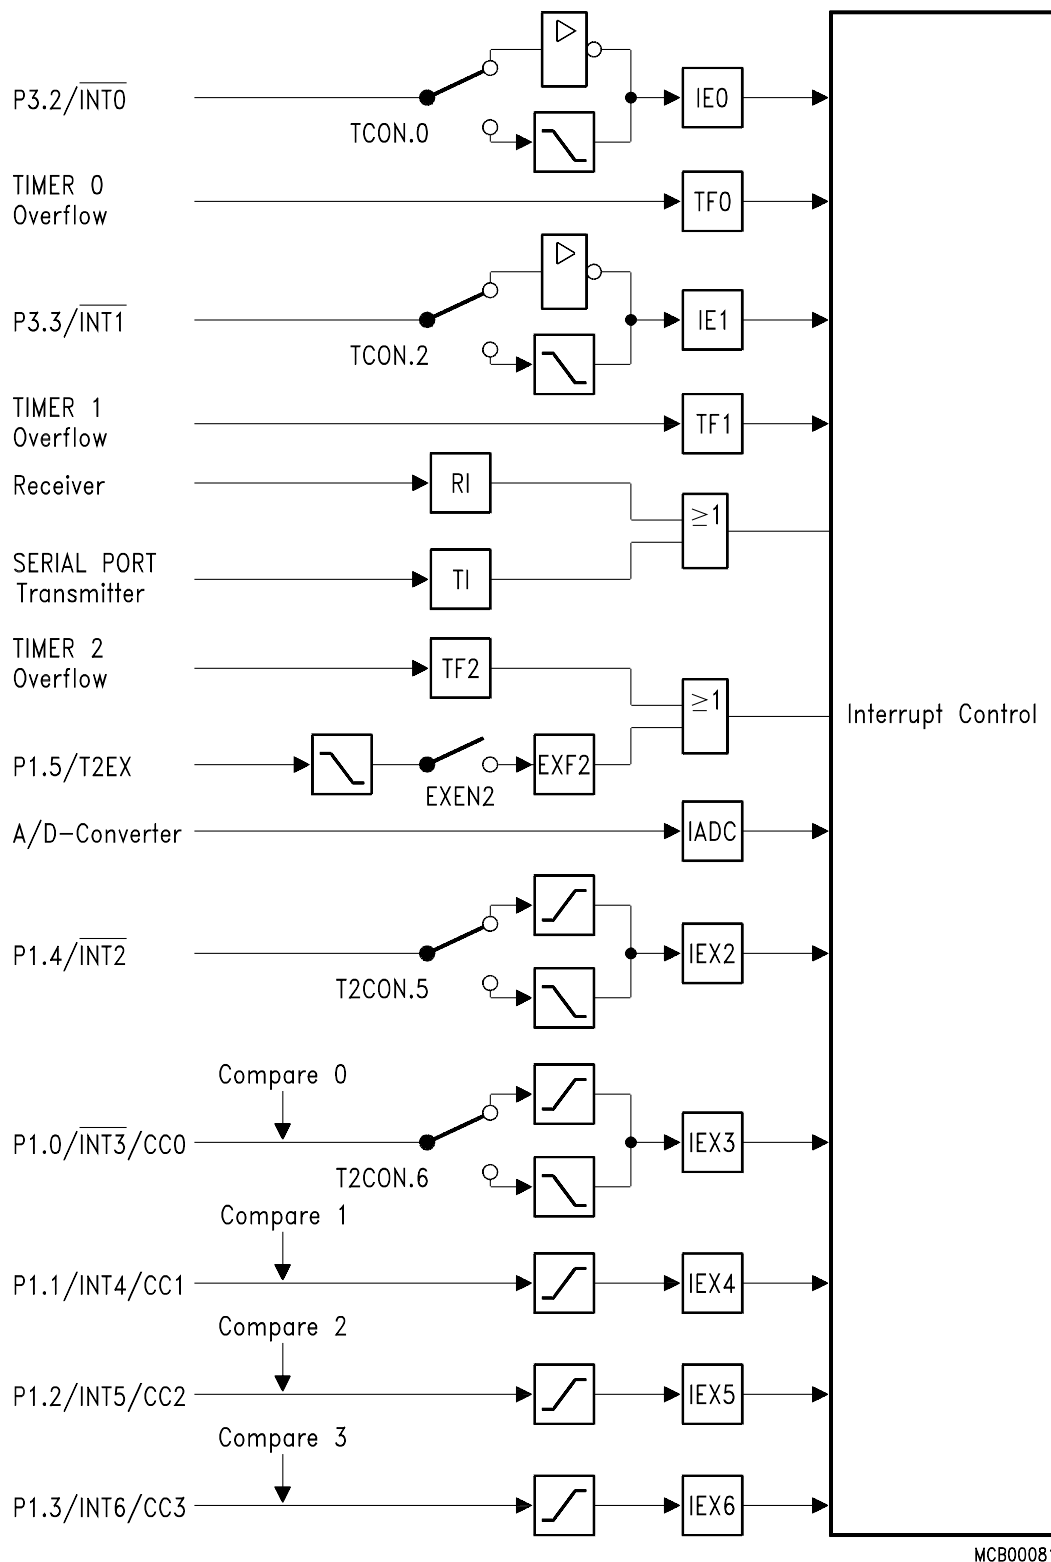 P3.2/INT0
TCON.0
IE0
TIMER 0
Overflow
TF0
P3.3/INT1
TCON.2
IE1
TIMER 1
Overflow
TF1
Receiver
RI
≥1
SERIAL PORT
Transmitter
TI
TIMER 2
Overflow
TF2
≥1
Interrupt Control
P1.5/T2EX
EXEN2
EXF2
A/D-Converter
IADC
P1.4/INT2
T2CON.5
IEX2
Compare 0
P1.0/INT3/CC0
T2CON.6
IEX3
Compare 1
P1.1/INT4/CC1
IEX4
Compare 2
P1.2/INT5/CC2
IEX5
Compare 3
P1.3/INT6/CC3
IEX6